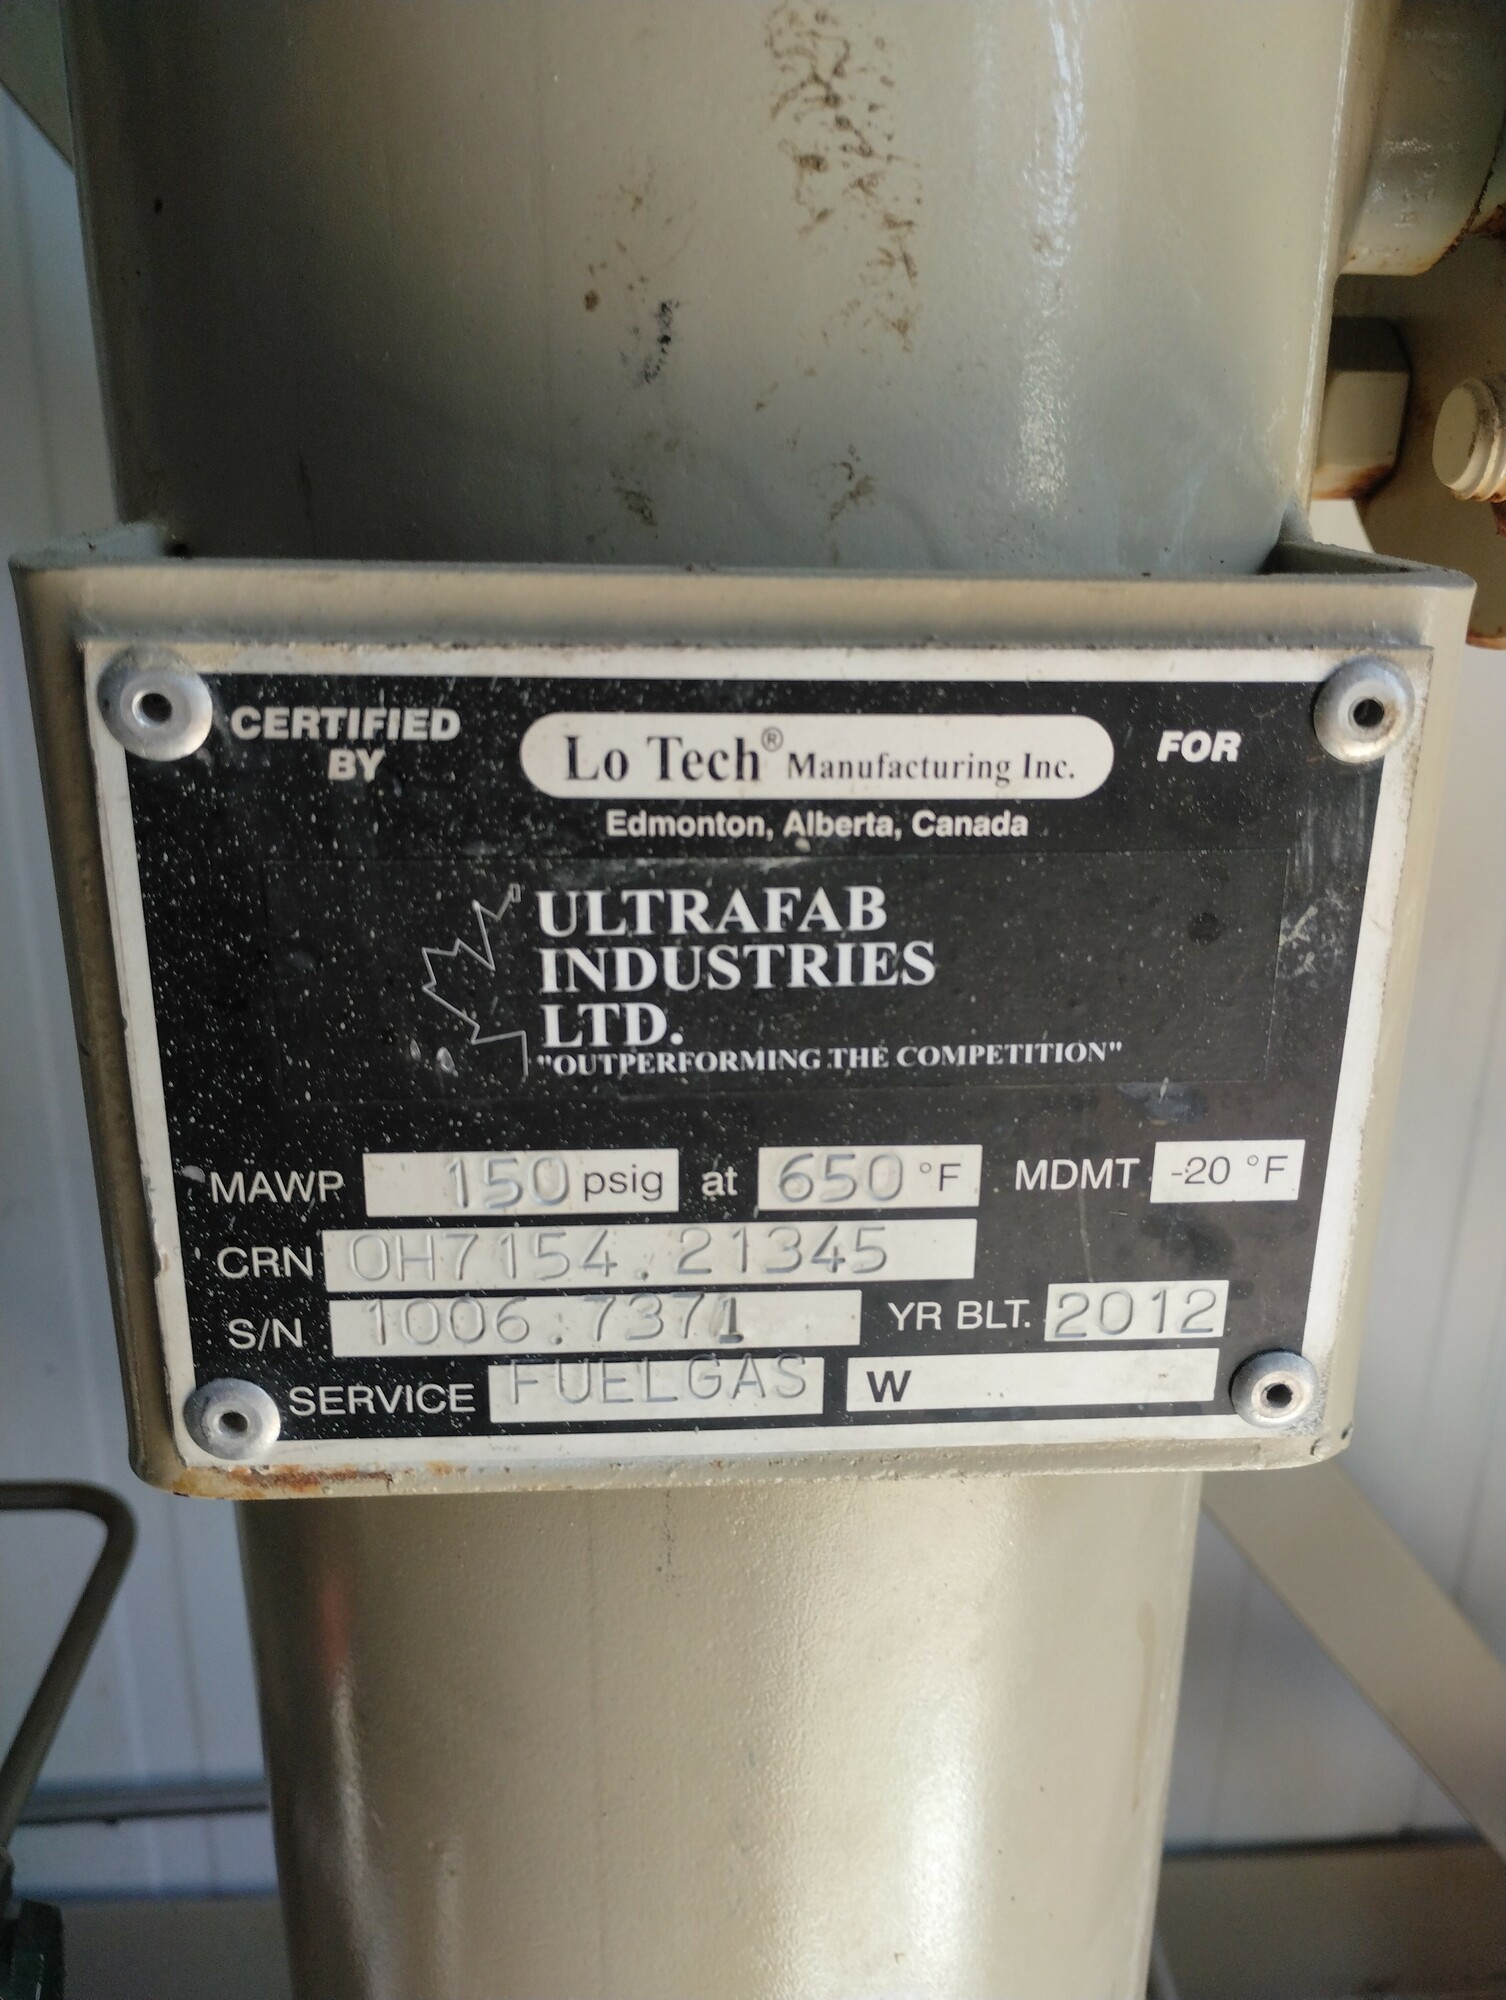 CERTIFIED BY
Lo Tech® Manufacturing Inc.
FOR
Edmonton, Alberta, Canada
ULTRAFAB
INDUSTRIES
LTD.
"OUTPERFORMING THE COMPETITION"
MAWP 150 psig at 650 °F MDMT -20 °F
CRN 0H7154.21345
S/N 1006.7371 YR BLT. 2012
SERVICE FUELGAS W